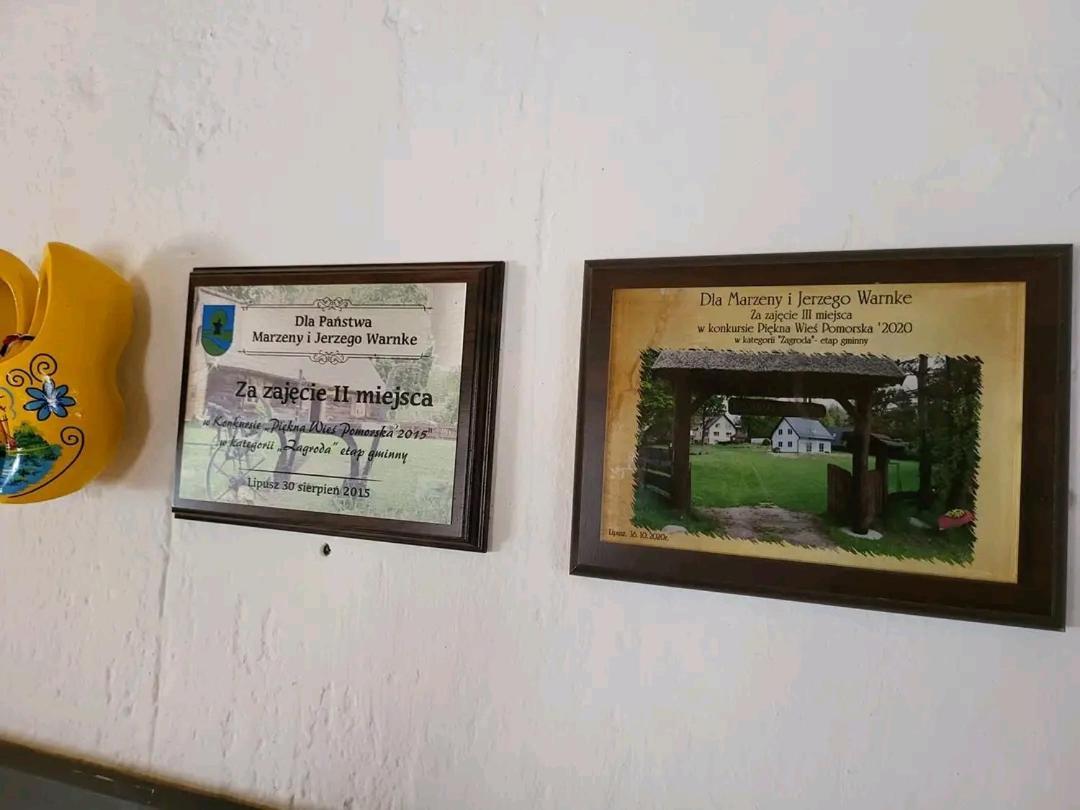 Dla Państwa
Marzeny i Jerzego Warnke
Za zajęcie II miejsca
w Konkursie „Piękna Wieś Pomorska 2015"
w kategorii „Zagroda" etap gminny
Lipusz 30 sierpień 2015
Dla Marzeny i Jerzego Warnke
Za zajęcie III miejsca
w konkursie Piękna Wieś Pomorska '2020
w kategorii "Zagroda"- etap gminny
Lipusz, 16.10.2020r.